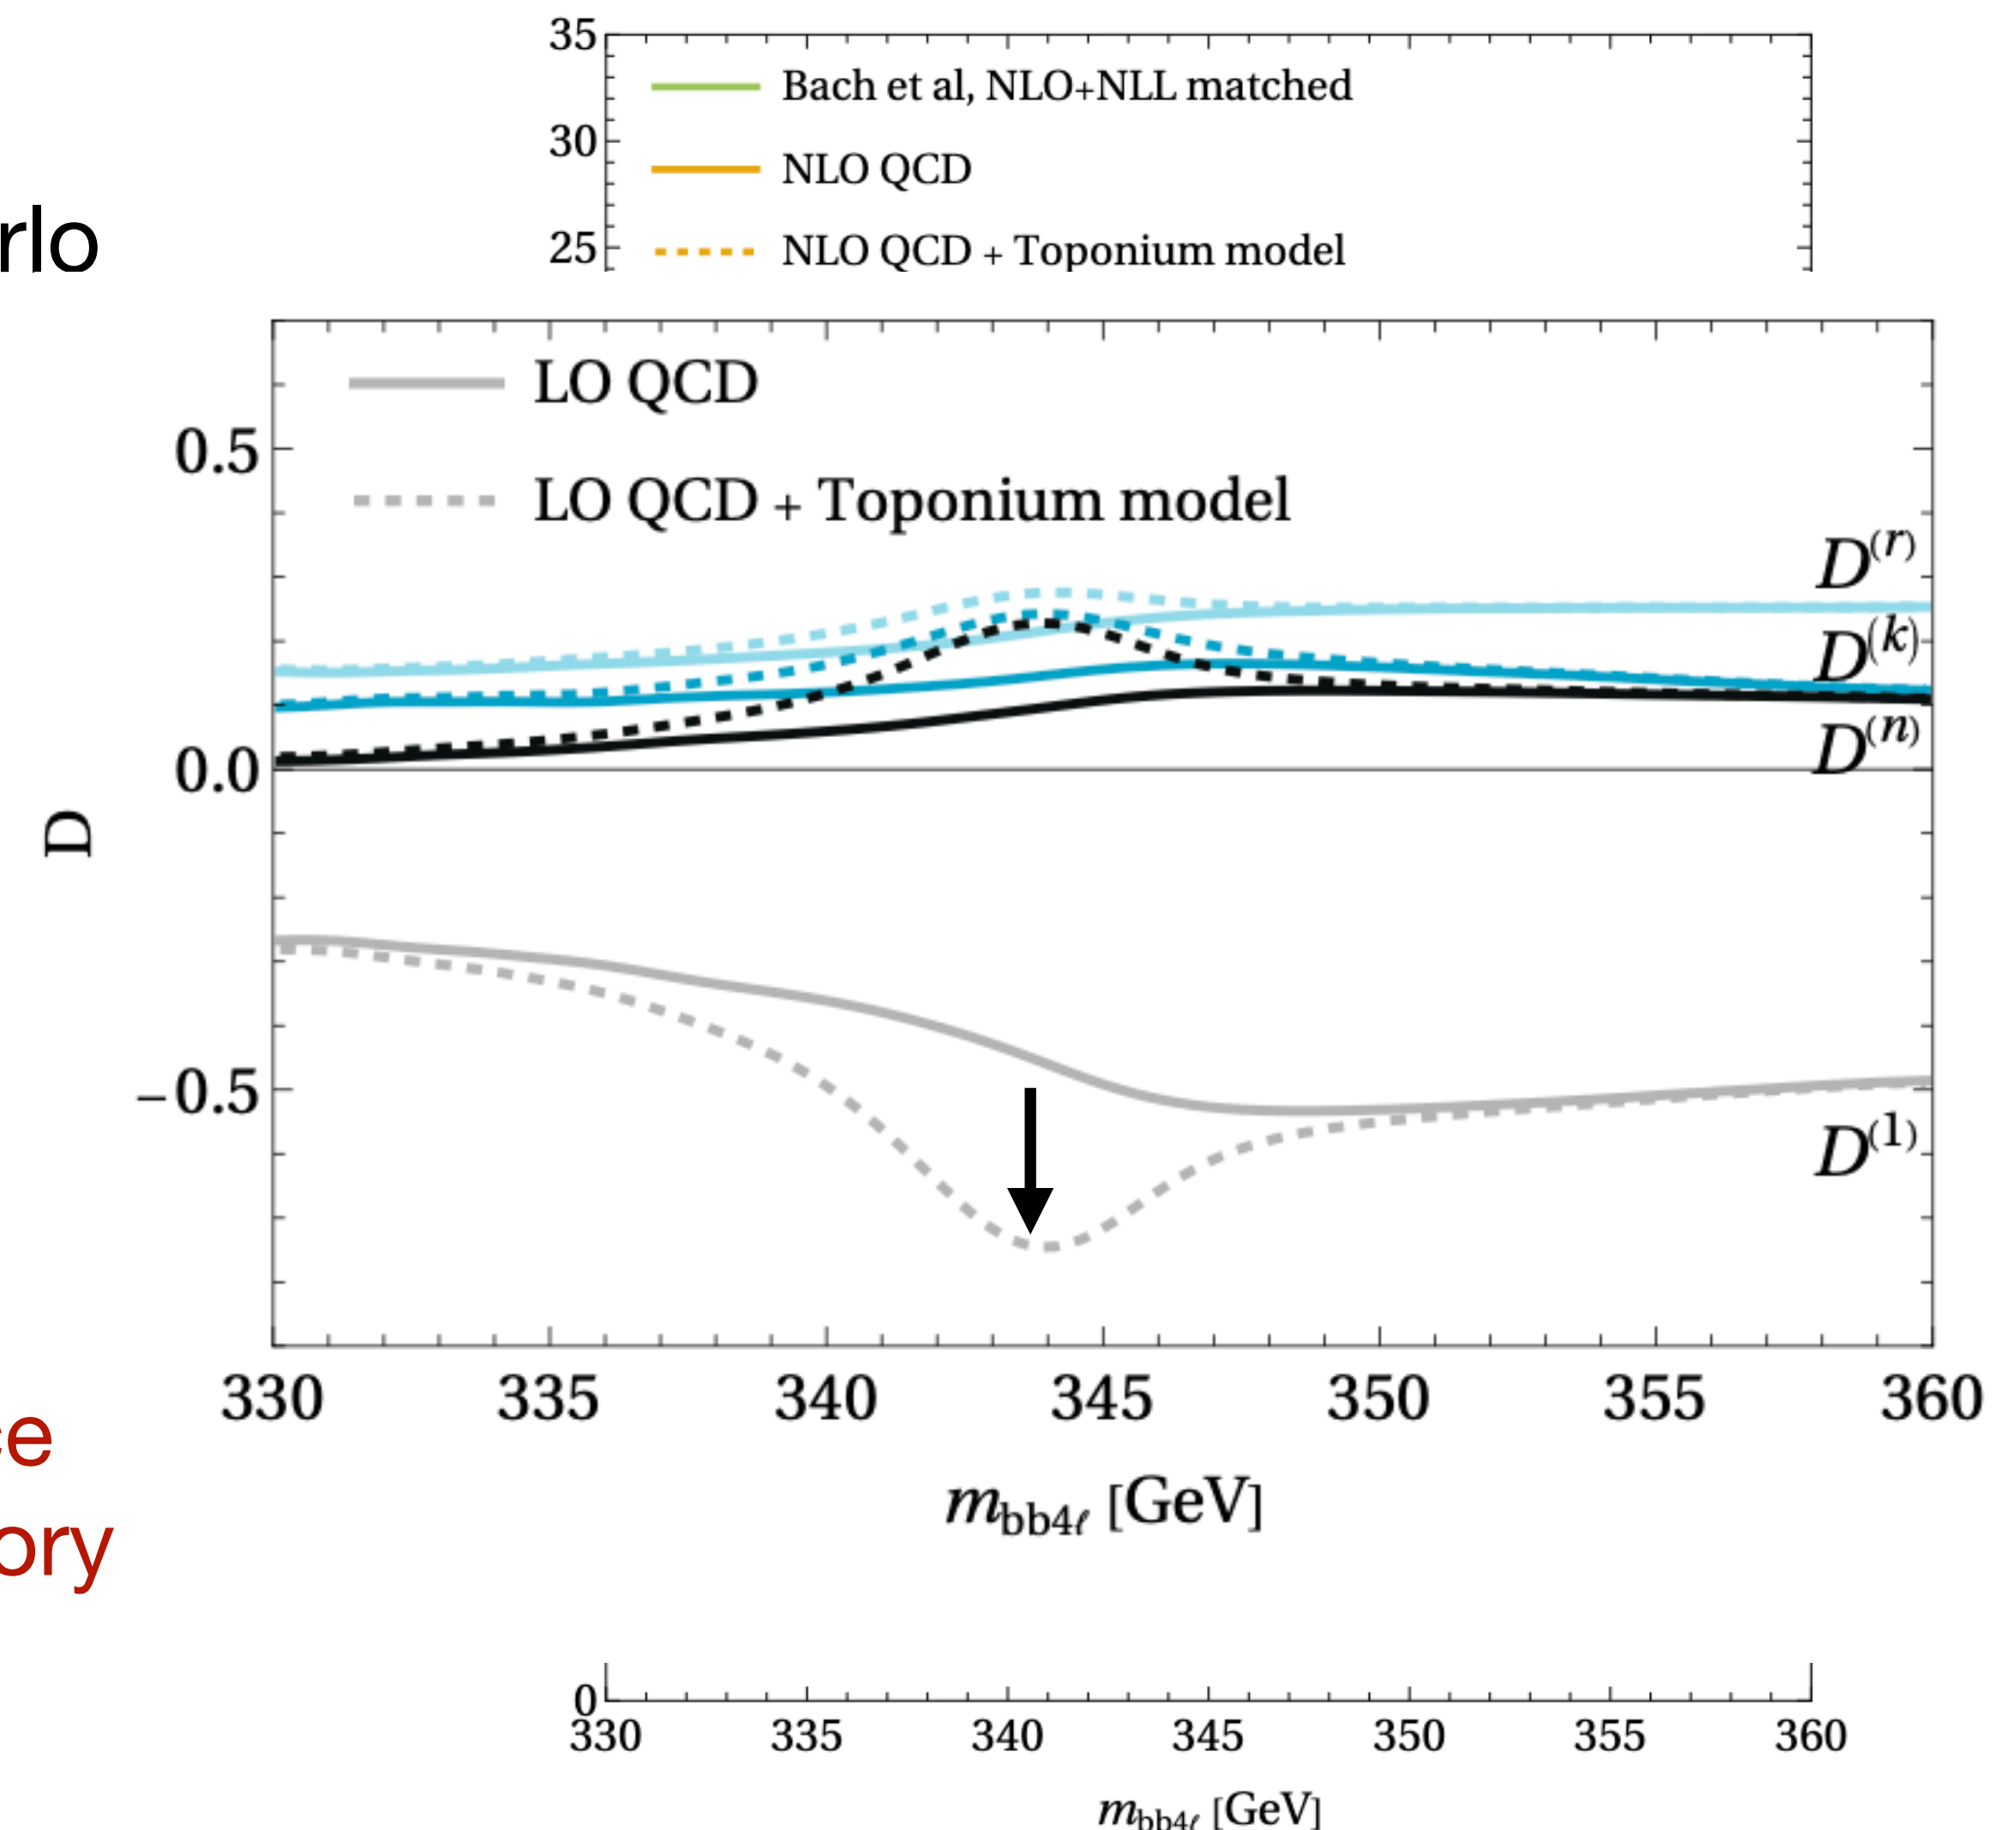 35
Bach et al, NLO+NLL matched
30
NLO QCD
rlo
25
NLO QCD + Toponium model
LO QCD
0.5
LO QCD + Toponium model
D(r)
D(k)
D(n)
0.0
D
−0.5
D(1)
330 335 340 345 350 355 360
ce
mbb4ℓ [GeV]
ory
0
330 335 340 345 350 355 360
mbb4ℓ [GeV]